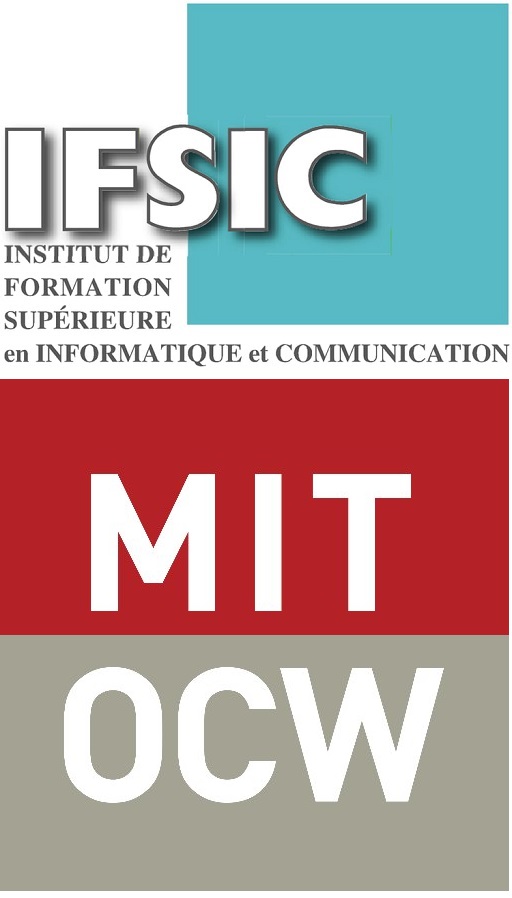 IFSIC
INSTITUT DE
FORMATION
SUPÉRIEURE
en INFORMATIQUE et COMMUNICATION
MIT
OCW